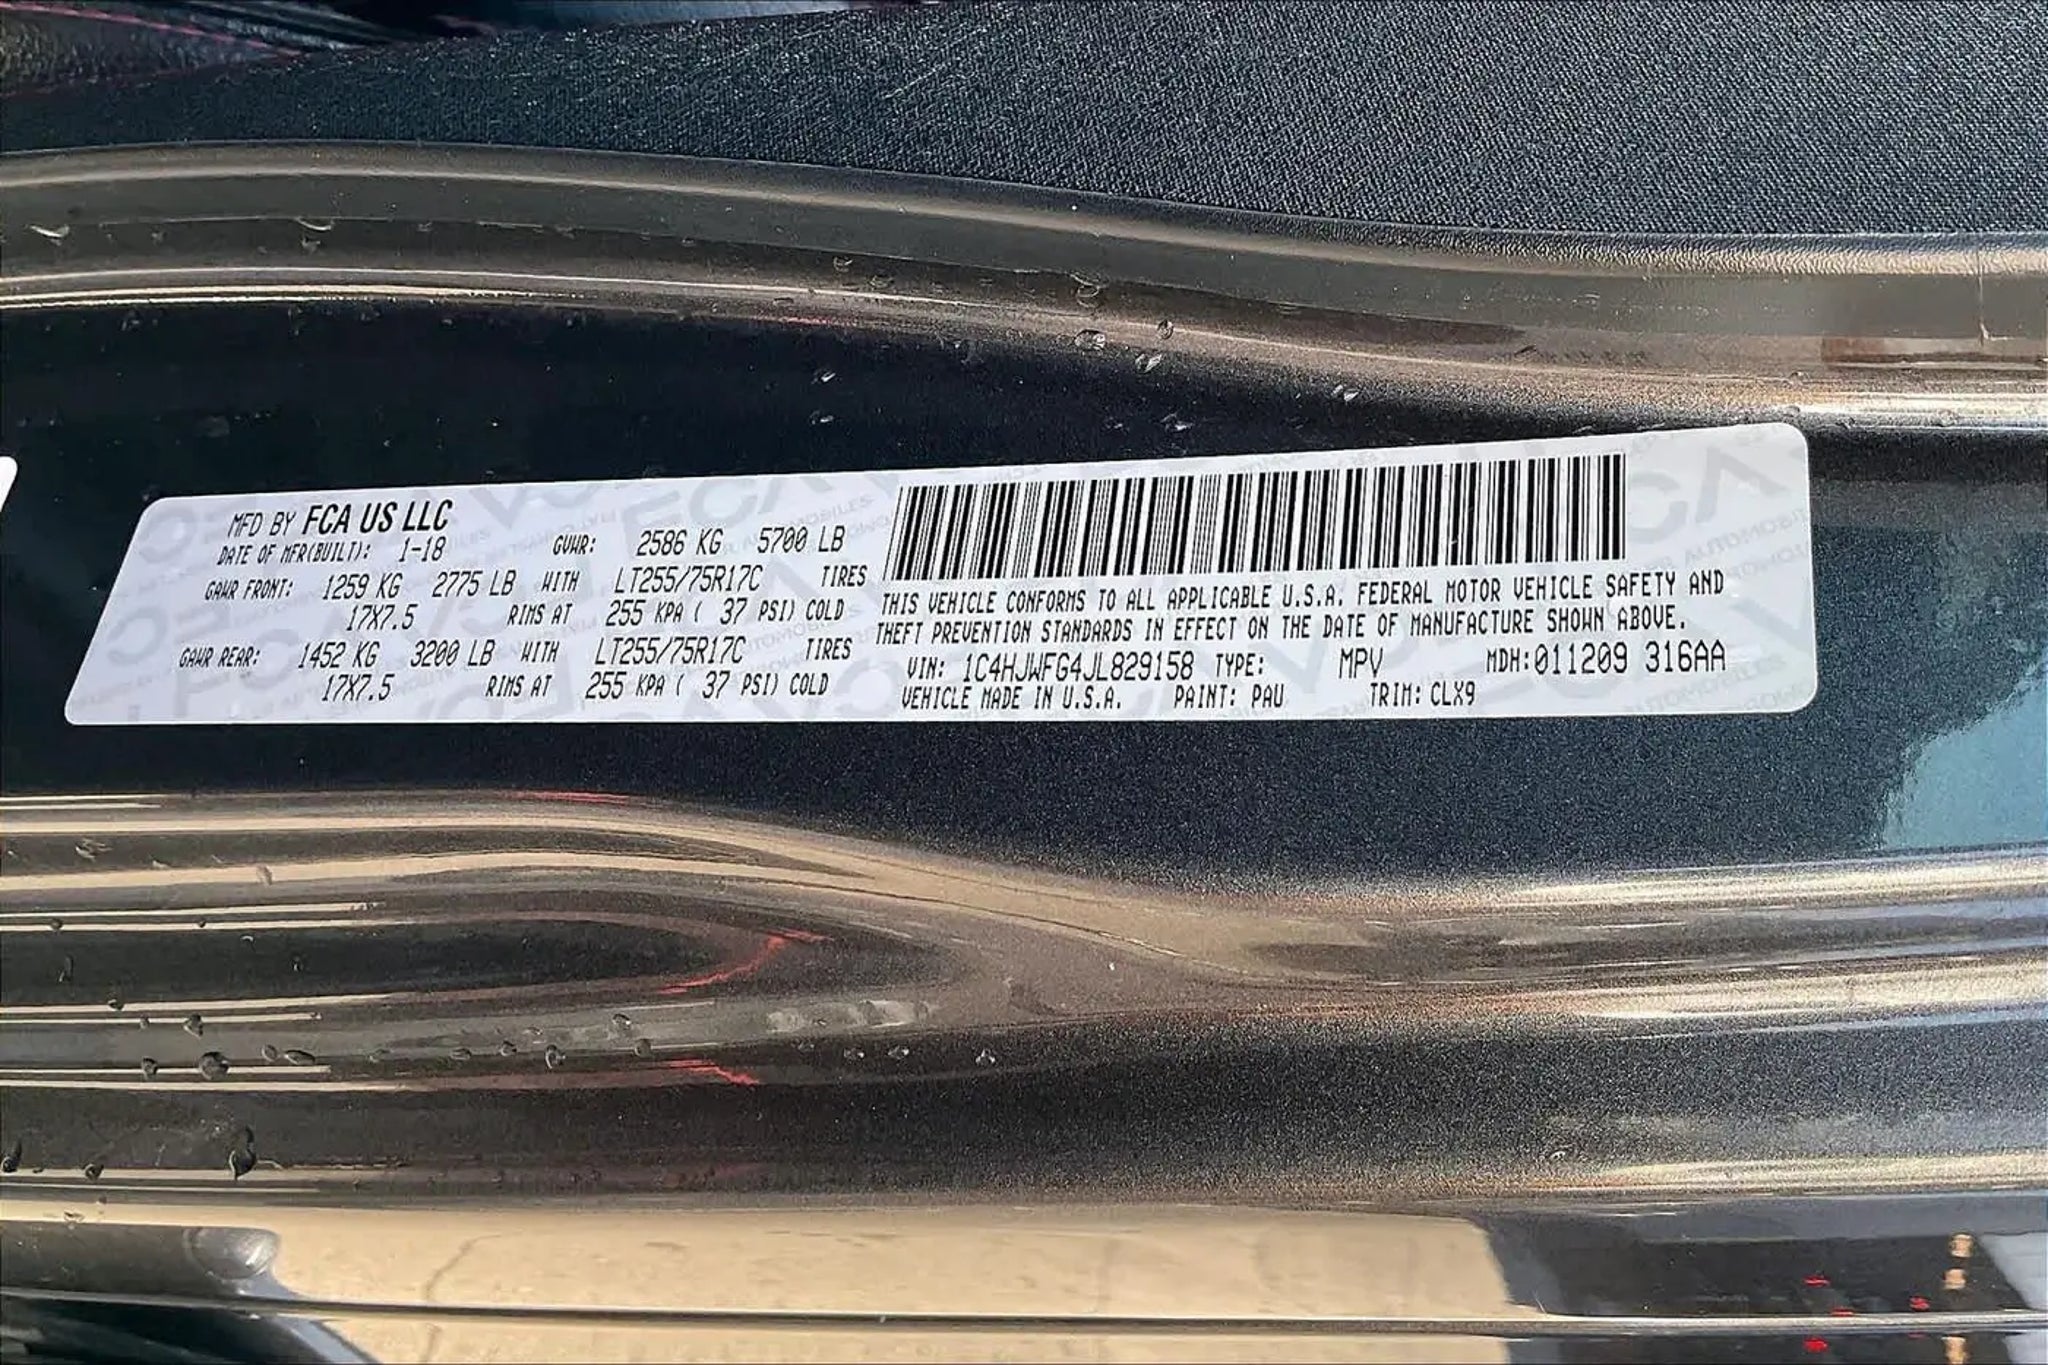 MFD BY FCA US LLC
DATE OF MFR(BUILT): 1-18 GVWR: 2586 KG 5700 LB
GAWR FRONT: 1259 KG 2775 LB WITH LT255/75R17C TIRES
17X7.5 RIMS AT 255 KPA ( 37 PSI) COLD
GAWR REAR: 1452 KG 3200 LB WITH LT255/75R17C TIRES
17X7.5 RIMS AT 255 KPA ( 37 PSI) COLD
THIS VEHICLE CONFORMS TO ALL APPLICABLE U.S.A. FEDERAL MOTOR VEHICLE SAFETY AND
THEFT PREVENTION STANDARDS IN EFFECT ON THE DATE OF MANUFACTURE SHOWN ABOVE.
VIN: 1C4HJWFG4JL829158 TYPE: MPV MDH: 011209 316AA
VEHICLE MADE IN U.S.A. PAINT: PAU TRIM: CLX9